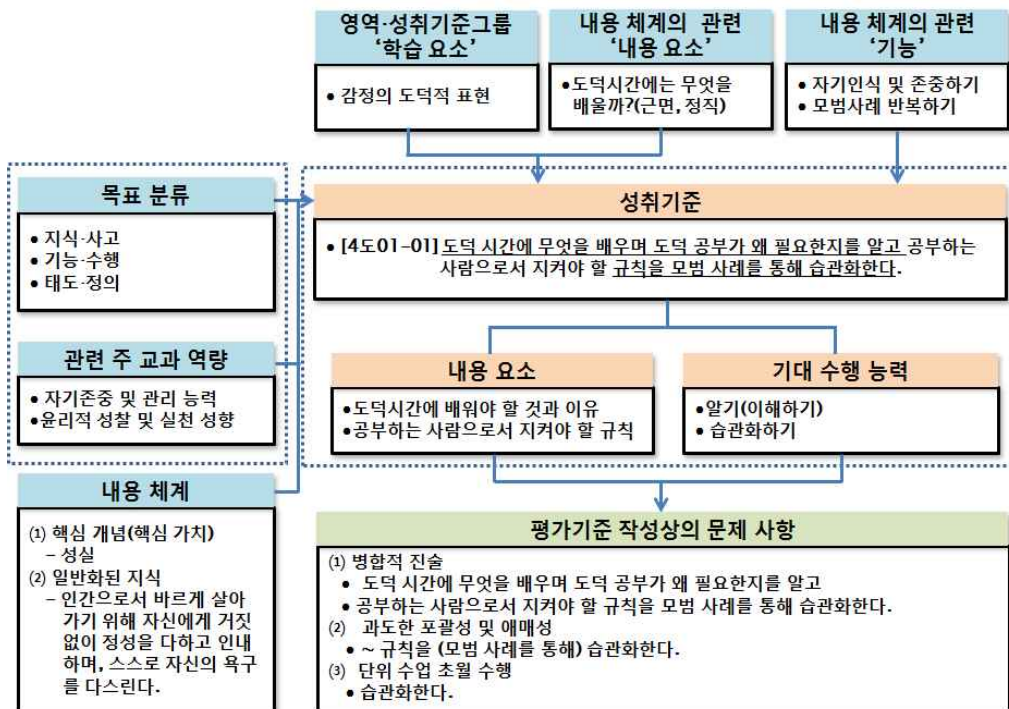 영역·성취기준그룹
‘학습 요소’
• 감정의 도덕적 표현
내용 체계의 관련
‘내용 요소’
•도덕시간에는 무엇을
배울까?(근면, 정직)
내용 체계의 관련
‘기능’
• 자기인식 및 존중하기
• 모범사례 반복하기
목표 분류
• 지식·사고
• 기능·수행
• 태도·정의
관련 주 교과 역량
• 자기존중 및 관리 능력
•윤리적 성찰 및 실천 성향
내용 체계
⑴ 핵심 개념(핵심 가치)
– 성실
⑵ 일반화된 지식
– 인간으로서 바르게 살아
가기 위해 자신에게 거짓
없이 정성을 다하고 인내
하며, 스스로 자신의 욕구
를 다스린다.
성취기준
• [4도01–01] 도덕 시간에 무엇을 배우며 도덕 공부가 왜 필요한지를 알고 공부하는
사람으로서 지켜야 할 규칙을 모범 사례를 통해 습관화한다.
내용 요소
•도덕시간에 배워야 할 것과 이유
•공부하는 사람으로서 지켜야 할 규칙
기대 수행 능력
• 알기(이해하기)
• 습관화하기
평가기준 작성상의 문제 사항
⑴ 병합적 진술
• 도덕 시간에 무엇을 배우며 도덕 공부가 왜 필요한지를 알고
• 공부하는 사람으로서 지켜야 할 규칙을 모범 사례를 통해 습관화한다.
⑵ 과도한 포괄성 및 애매성
• ~ 규칙을 (모범 사례를 통해) 습관화한다.
⑶ 단위 수업 초월 수행
• 습관화한다.